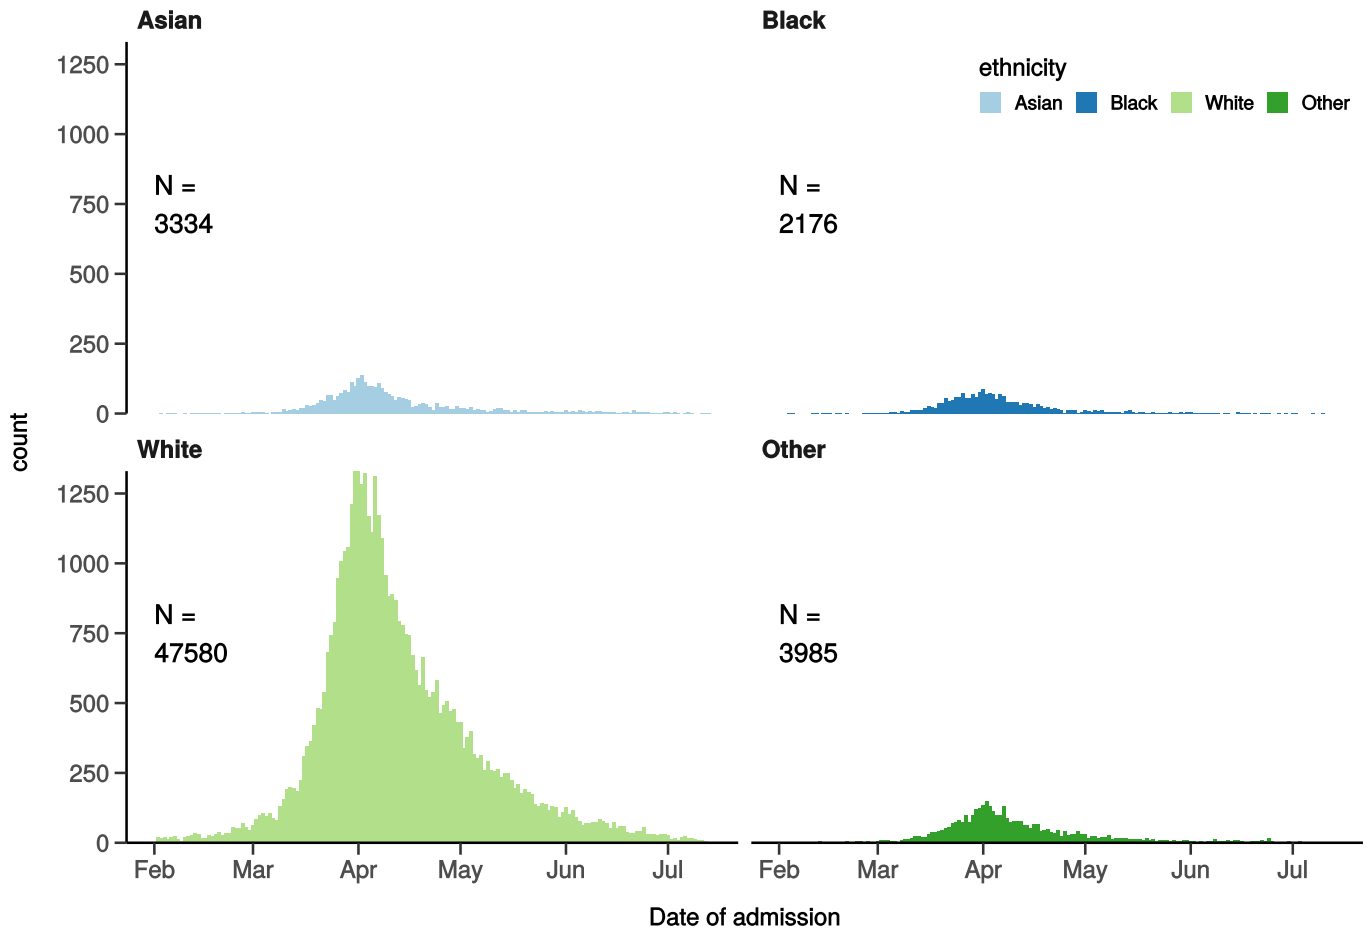 Asian
Black
ethnicity
Asian Black White Other
1250
1000
750
500
250
0
N =
3334
N =
2176
count
White
Other
1250
1000
750
500
250
0
N =
47580
N =
3985
Feb Mar Apr May Jun Jul
Feb Mar Apr May Jun Jul
Date of admission